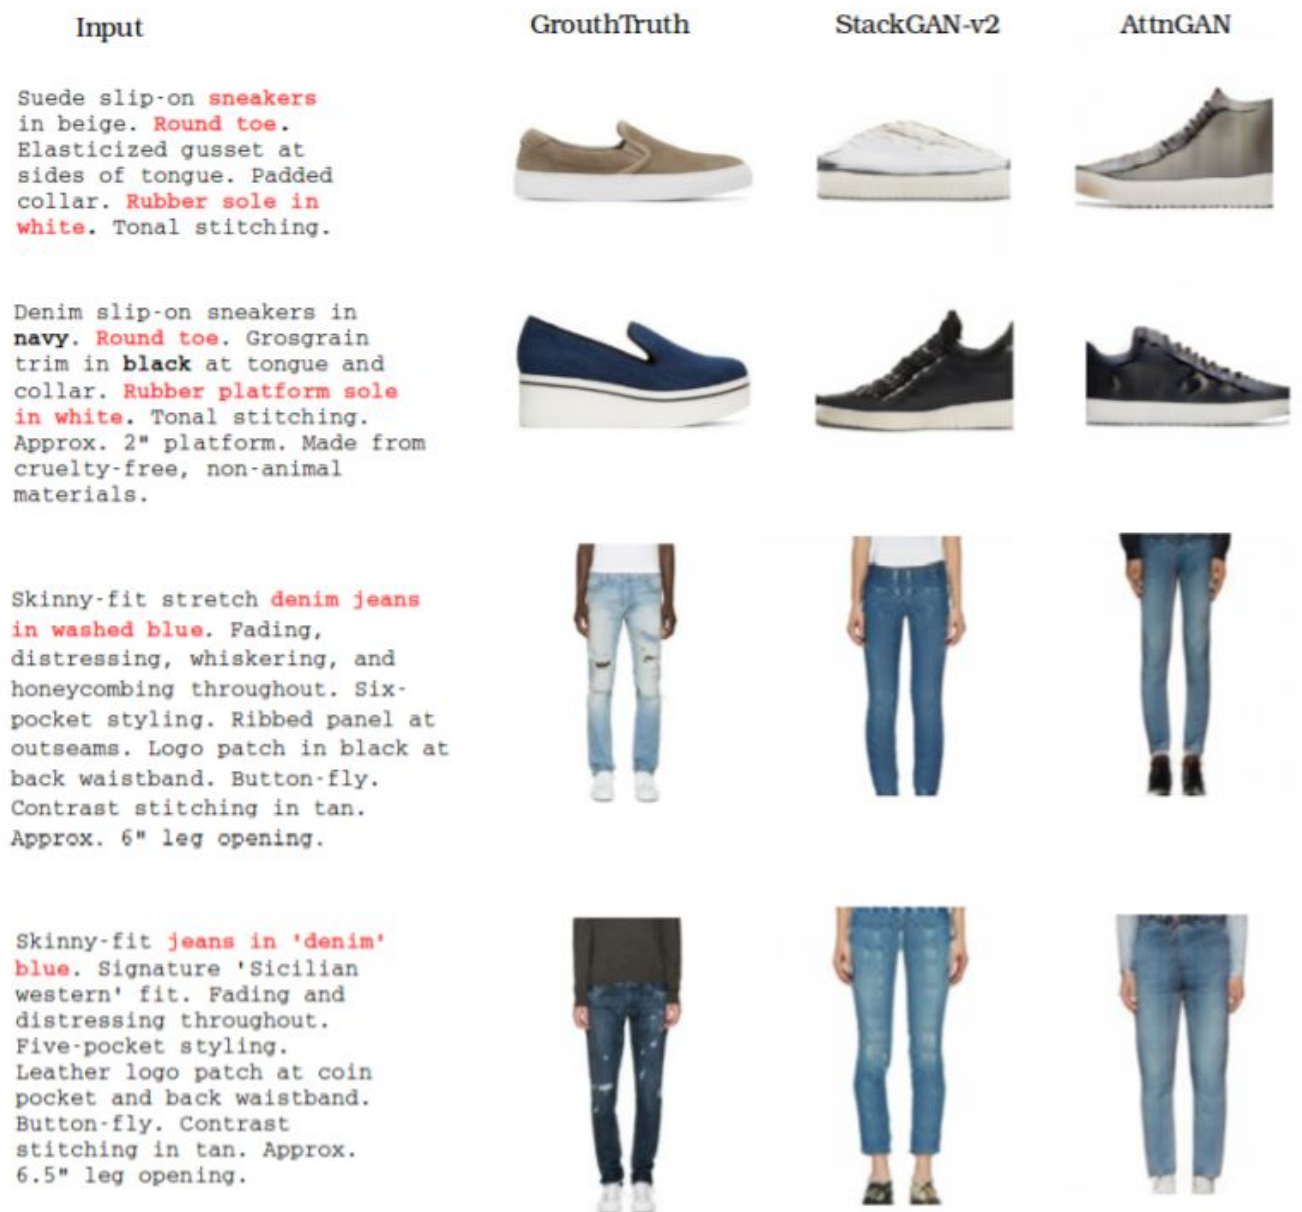 Input GrouthTruth StackGAN-v2 AttnGAN
Suede slip-on sneakers
in beige. Round toe.
Elasticized gusset at
sides of tongue. Padded
collar. Rubber sole in
white. Tonal stitching.
Denim slip-on sneakers in
navy. Round toe. Grosgrain
trim in black at tongue and
collar. Rubber platform sole
in white. Tonal stitching.
Approx. 2" platform. Made from
cruelty-free, non-animal
materials.
Skinny-fit stretch denim jeans
in washed blue. Fading,
distressing, whiskering, and
honeycombing throughout. Six-
pocket styling. Ribbed panel at
outseams. Logo patch in black at
back waistband. Button-fly.
Contrast stitching in tan.
Approx. 6" leg opening.
Skinny-fit jeans in 'denim'
blue. Signature 'Sicilian
western' fit. Fading and
distressing throughout.
Five-pocket styling.
Leather logo patch at coin
pocket and back waistband.
Button-fly. Contrast
stitching in tan. Approx.
6.5" leg opening.